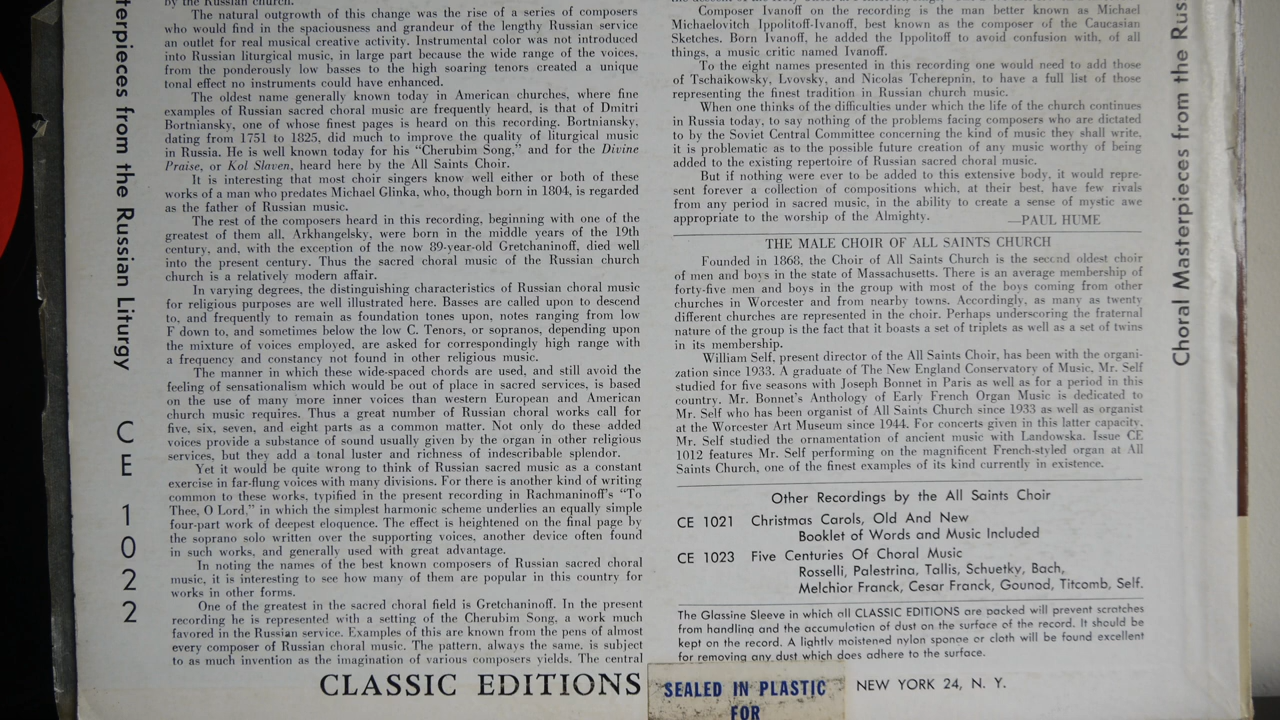 by the Russian church.
The natural outgrowth of this change was the rise of a series of composers
who would find in the spaciousness and grandeur of the lengthy Russian service
an outlet for real musical creative activity. Instrumental color was not introduced
into Russian liturgical music, in large part because the wide range of the voices,
from the ponderously low basses to the high soaring tenors created a unique
tonal effect no instruments could have enhanced.
The oldest name generally known today in American churches, where fine
examples of Russian sacred choral music are frequently heard, is that of Dmitri
Bortniansky, one of whose finest pages is heard on this recording. Bortniansky,
dating from 1751 to 1825, did much to improve the quality of liturgical music
in Russia. He is well known today for his “Cherubim Song,” and for the Divine
Praise, or Kol Slaven, heard here by the All Saints Choir.
It is interesting that most choir singers know well either or both of these
works of a man who predates Michael Glinka, who, though born in 1804, is regarded
as the father of Russian music.
The rest of the composers heard in this recording, beginning with one of the
greatest of them all, Arkhangelsky, were born in the middle years of the 19th
century, and, with the exception of the now 89-year-old Gretchaninoff, died well
into the present century. Thus the sacred choral music of the Russian church
church is a relatively modern affair.
In varying degrees, the distinguishing characteristics of Russian choral music
for religious purposes are well illustrated here. Basses are called upon to descend
to, and frequently to remain as foundation tones upon, notes ranging from low
F down to, and sometimes below the low C. Tenors, or sopranos, depending upon
the mixture of voices employed, are asked for correspondingly high range with
a frequency and constancy not found in other religious music.
The manner in which these wide-spaced chords are used, and still avoid the
feeling of sensationalism which would be out of place in sacred services, is based
on the use of many more inner voices than western European and American
church music requires. Thus a great number of Russian choral works call for
five, six, seven, and eight parts as a common matter. Not only do these added
voices provide a substance of sound usually given by the organ in other religious
services, but they add a tonal luster and richness of indescribable splendor.
Yet it would be quite wrong to think of Russian sacred music as a constant
exercise in far-flung voices with many divisions. For there is another kind of writing
common to these works, typified in the present recording in Rachmaninoff's “To
Thee, O Lord,” in which the simplest harmonic scheme underlies an equally simple
four-part work of deepest eloquence. The effect is heightened on the final page by
the soprano solo written over the supporting voices, another device often found
in such works, and generally used with great advantage.
In noting the names of the best known composers of Russian sacred choral
music, it is interesting to see how many of them are popular in this country for
works in other forms.
One of the greatest in the sacred choral field is Gretchaninoff. In the present
recording he is represented with a setting of the Cherubim Song, a work much
favored in the Russian service. Examples of this are known from the pens of almost
every composer of Russian choral music. The pattern, always the same, is subject
to as much invention as the imagination of various composers yields. The central
Composer Ivanoff on the recording is the man better known as Michael
Michaelovitch Ippolitoff-Ivanoff, best known as the composer of the Caucasian
Sketches. Born Ivanoff, he added the Ippolitoff to avoid confusion with, of all
things, a music critic named Ivanoff.
To the eight names presented in this recording one would need to add those
of Tschaikowsky, Lvovsky, and Nicolas Tcherepnin, to have a full list of those
representing the finest tradition in Russian church music.
When one thinks of the difficulties under which the life of the church continues
in Russia today, to say nothing of the problems facing composers who are dictated
to by the Soviet Central Committee concerning the kind of music they shall write,
it is problematic as to the possible future creation of any music worthy of being
added to the existing repertoire of Russian sacred choral music.
But if nothing were ever to be added to this extensive body, it would repre-
sent forever a collection of compositions which, at their best, have few rivals
from any period in sacred music, in the ability to create a sense of mystic awe
appropriate to the worship of the Almighty.
—PAUL HUME
THE MALE CHOIR OF ALL SAINTS CHURCH
Founded in 1868, the Choir of All Saints Church is the second oldest choir
of men and boys in the state of Massachusetts. There is an average membership of
forty-five men and boys in the group with most of the boys coming from other
churches in Worcester and from nearby towns. Accordingly, as many as twenty
different churches are represented in the choir. Perhaps underscoring the fraternal
nature of the group is the fact that it boasts a set of triplets as well as a set of twins
in its membership.
William Self, present director of the All Saints Choir, has been with the organi-
zation since 1933. A graduate of The New England Conservatory of Music, Mr. Self
studied for five seasons with Joseph Bonnet in Paris as well as for a period in this
country. Mr. Bonnet's Anthology of Early French Organ Music is dedicated to
Mr. Self who has been organist of All Saints Church since 1933 as well as organist
at the Worcester Art Museum since 1944. For concerts given in this latter capacity,
Mr. Self studied the ornamentation of ancient music with Landowska. Issue CE
1012 features Mr. Self performing on the magnificent French-styled organ at All
Saints Church, one of the finest examples of its kind currently in existence.
Other Recordings by the All Saints Choir
CE 1021 Christmas Carols, Old And New
Booklet of Words and Music Included
CE 1023 Five Centuries Of Choral Music
Rosselli, Palestrina, Tallis, Schuetky, Bach,
Melchior Franck, Cesar Franck, Gounod, Titcomb, Self.
The Glassine Sleeve in which all CLASSIC EDITIONS are packed will prevent scratches
from handling and the accumulation of dust on the surface of the record. It should be
kept on the record. A lightly moistened nylon sponge or cloth will be found excellent
for removing any dust which does adhere to the surface.
CLASSIC EDITIONS
NEW YORK 24, N. Y.
SEALED IN PLASTIC
FOR
terpieces from the Russian Liturgy CE 1022
Choral Masterpieces from the Rus